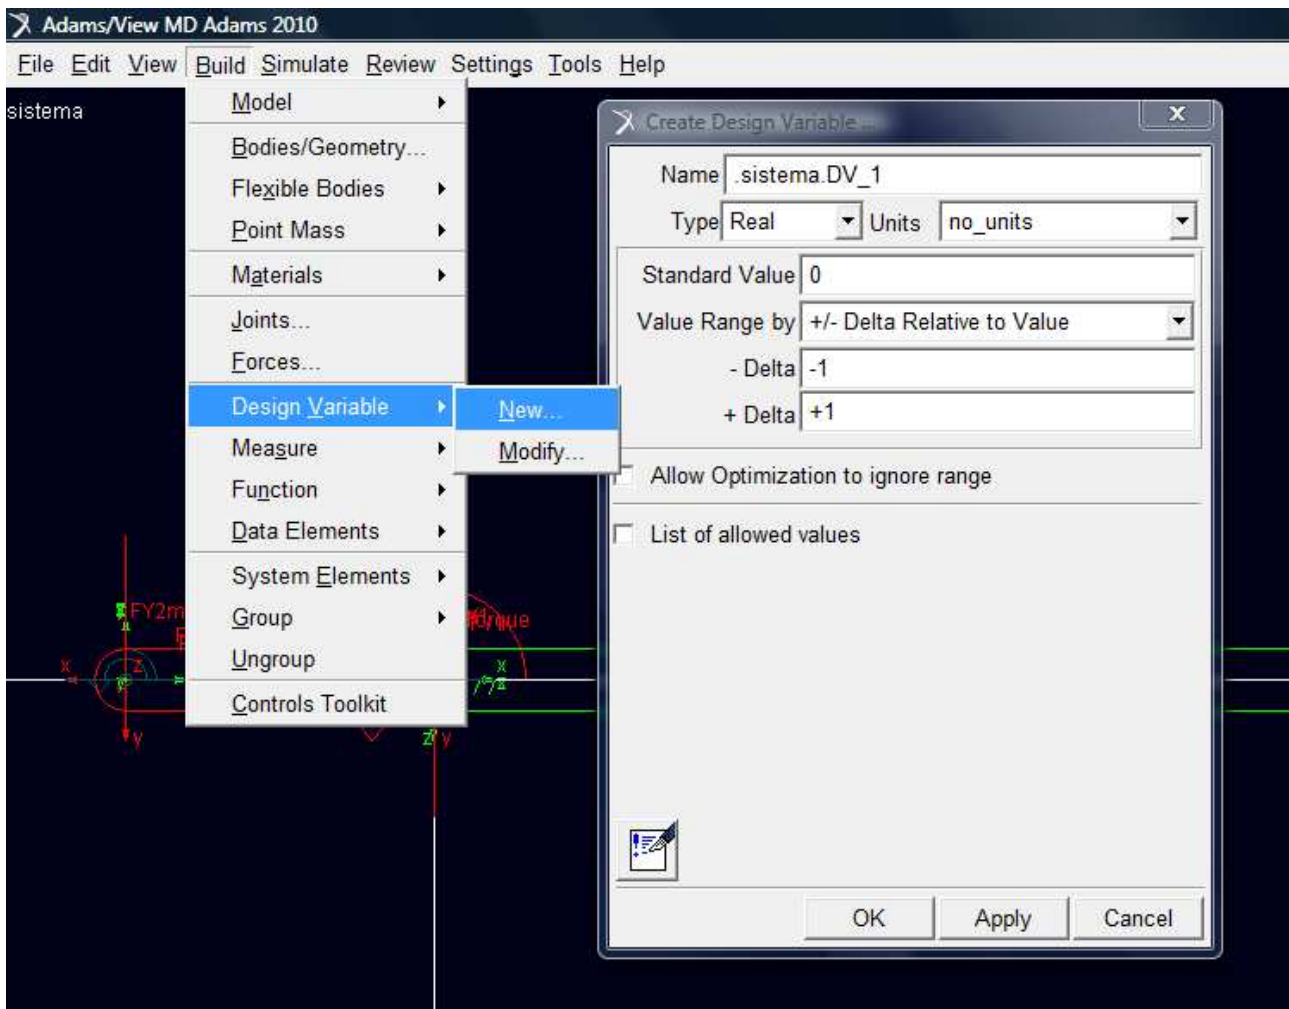 Adams/View MD Adams 2010
File Edit View Build Simulate Review Settings Tools Help
sistema
Model
Bodies/Geometry...
Flexible Bodies
Point Mass
Materials
Joints...
Forces...
Design Variable
Measure
Function
Data Elements
System Elements
Group
Ungroup
Controls Toolkit
New...
Modify...
Create Design Variable ...
X
Name .sistema.DV_1
Type Real Units no_units
Standard Value 0
Value Range by +/- Delta Relative to Value
- Delta -1
+ Delta +1
Allow Optimization to ignore range
List of allowed values
OK Apply Cancel
FY2m
x
z
y
x
z y